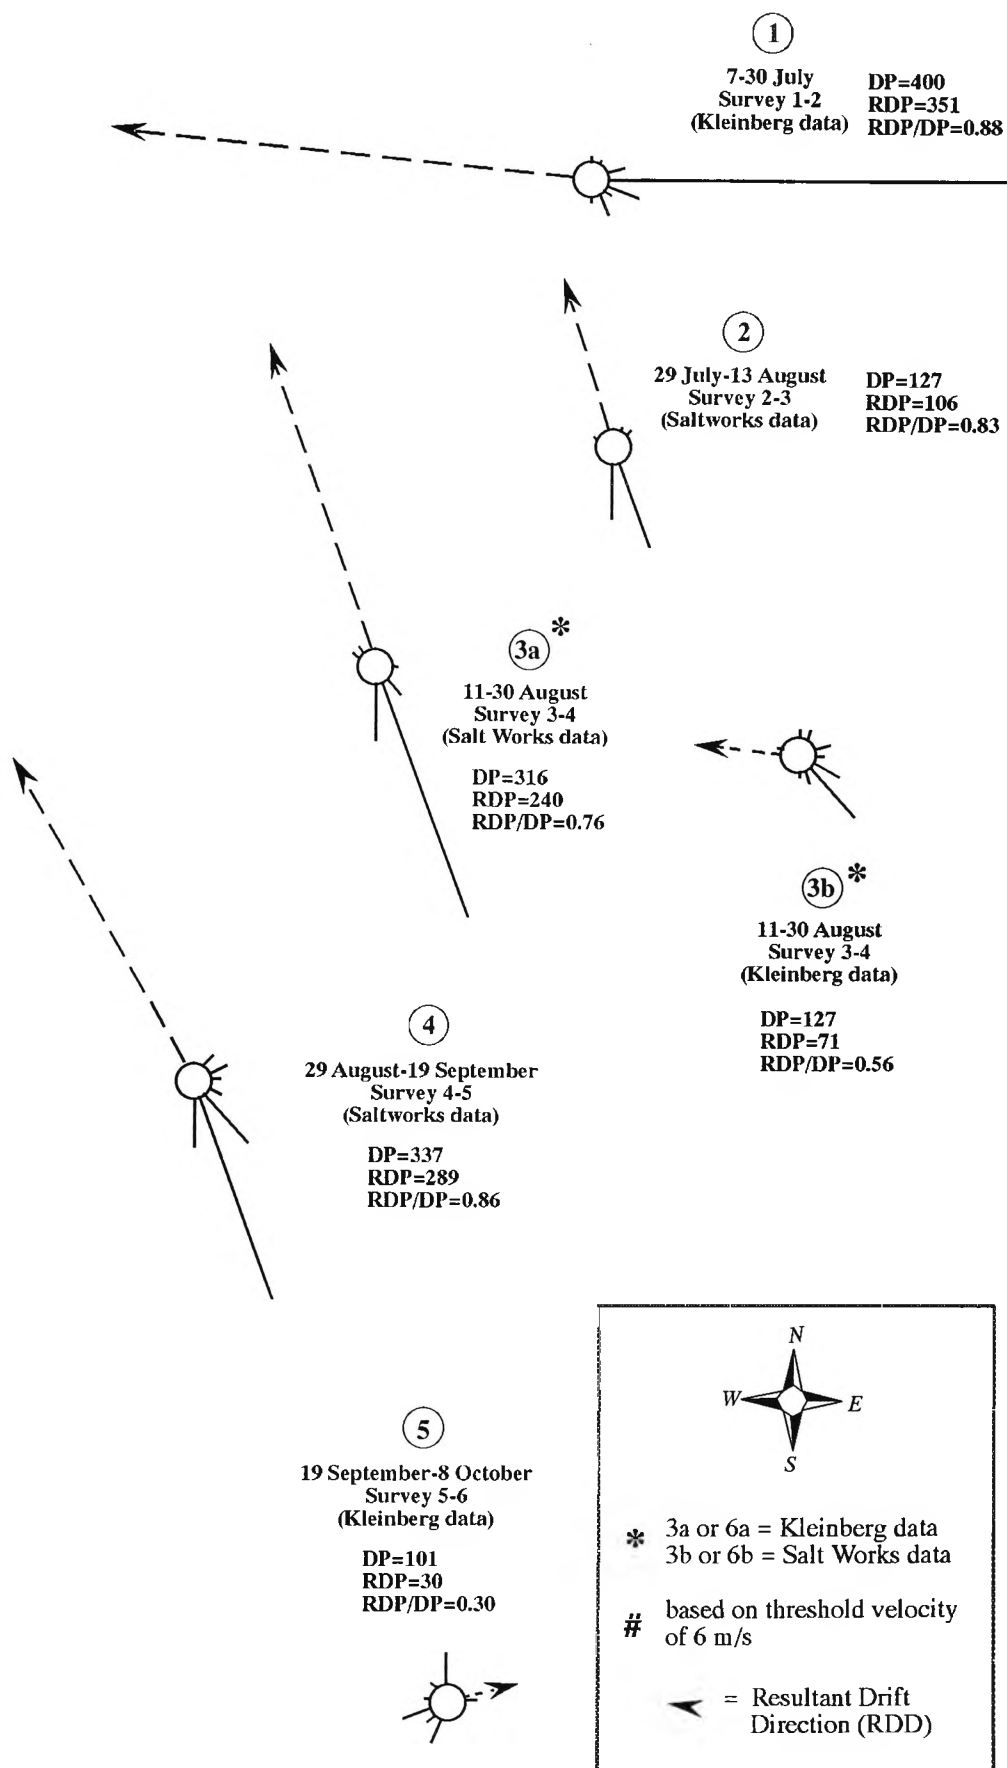 1
7-30 July
Survey 1-2
(Kleinberg data)
DP=400
RDP=351
RDP/DP=0.88
2
29 July-13 August
Survey 2-3
(Saltworks data)
DP=127
RDP=106
RDP/DP=0.83
3a *
11-30 August
Survey 3-4
(Salt Works data)
DP=316
RDP=240
RDP/DP=0.76
3b *
11-30 August
Survey 3-4
(Kleinberg data)
DP=127
RDP=71
RDP/DP=0.56
4
29 August-19 September
Survey 4-5
(Saltworks data)
DP=337
RDP=289
RDP/DP=0.86
5
19 September-8 October
Survey 5-6
(Kleinberg data)
DP=101
RDP=30
RDP/DP=0.30
N
W E
S
* 3a or 6a = Kleinberg data
3b or 6b = Salt Works data
# based on threshold velocity
of 6 m/s
= Resultant Drift
Direction (RDD)